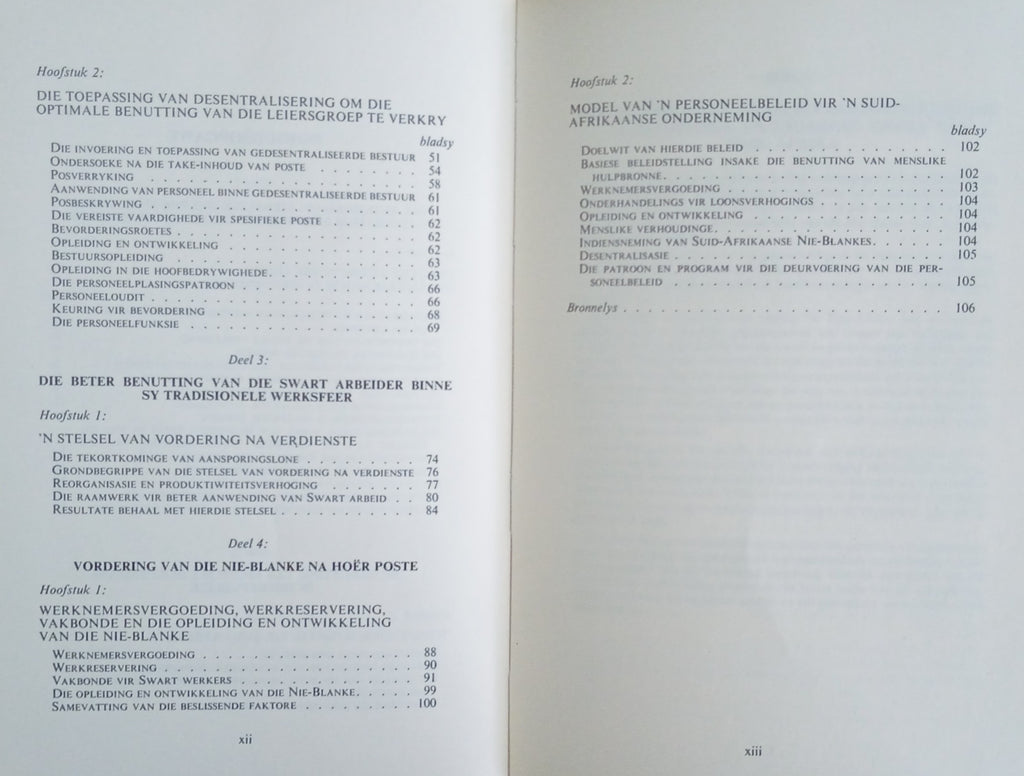 Hoofstuk 2:
DIE TOEPASSING VAN DESENTRALISERING OM DIE
OPTIMALE BENUTTING VAN DIE LEIERSGROEP TE VERKRY
bladsy
DIE INVOERING EN TOEPASSING VAN GEDESENTRALISEERDE BESTUUR 51
ONDERSOEKE NA DIE TAKE-INHOUD VAN POSTE . . . . . . . 54
POSVERRYKING . . . . . . . . . . . . . . . . . . . 58
AANWENDING VAN PERSONEEL BINNE GEDESENTRALISEERDE BESTUUR 61
POSBESKRYWING . . . . . . . . . . . . . . . . . . . 61
DIE VEREISTE VAARDIGHEDE VIR SPESIFIEKE POSTE . . . . . . 62
BEVORDERINGSROETES . . . . . . . . . . . . . . . . . 62
OPLEIDING EN ONTWIKKELING . . . . . . . . . . . . . . 62
BESTUURSOPLEIDING . . . . . . . . . . . . . . . . . . 63
OPLEIDING IN DIE HOOFBEDRYWIGHEDE. . . . . . . . . . . 63
DIE PERSONEELPLASINGSPATROON . . . . . . . . . . . . . 66
PERSONEELOUDIT . . . . . . . . . . . . . . . . . . . 66
KEURING VIR BEVORDERING . . . . . . . . . . . . . . . 68
DIE PERSONEELFUNKSIE . . . . . . . . . . . . . . . . . 69
Deel 3:
DIE BETER BENUTTING VAN DIE SWART ARBEIDER BINNE
SY TRADISIONELE WERKSFEER
Hoofstuk 1:
'N STELSEL VAN VORDERING NA VERDIENSTE
DIE TEKORTKOMINGE VAN AANSPORINGSLONE . . . . . . . . . 74
GRONDBEGRIPPE VAN DIE STELSEL VAN VORDERING NA VERDIENSTE 76
REORGANISASIE EN PRODUKTIWITEITSVERHOGING . . . . . . . 77
DIE RAAMWERK VIR BETER AANWENDING VAN SWART ARBEID . . 80
RESULTATE BEHAAL MET HIERDIE STELSEL . . . . . . . . . . . 84
Deel 4:
VORDERING VAN DIE NIE-BLANKE NA HOËR POSTE
Hoofstuk 1:
WERKNEMERSVERGOEDING, WERKRESERVERING,
VAKBONDE EN DIE OPLEIDING EN ONTWIKKELING
VAN DIE NIE-BLANKE
WERKNEMERSVERGOEDING . . . . . . . . . . . . . . . . 88
WERKRESERVERING . . . . . . . . . . . . . . . . . . . 90
VAKBONDE VIR SWART WERKERS . . . . . . . . . . . . . 91
DIE OPLEIDING EN ONTWIKKELING VAN DIE NIE-BLANKE. . . . . 99
SAMEVATTING VAN DIE BESLISSENDE FAKTORE . . . . . . . . . 100
xii
Hoofstuk 2:
MODEL VAN 'N PERSONEELBELEID VIR 'N SUID-
AFRIKAANSE ONDERNEMING
bladsy
DOELWIT VAN HIERDIE BELEID . . . . . . . . . . . . . . 102
BASIESE BELEIDSTELLING INSAKE DIE BENUTTING VAN MENSLIKE
HULPBRONNE. . . . . . . . . . . . . . . . . . . . 102
WERKNEMERSVERGOEDING . . . . . . . . . . . . . . . . 103
ONDERHANDELINGS VIR LOONSVERHOGINGS . . . . . . . . . 104
OPLEIDING EN ONTWIKKELING . . . . . . . . . . . . . . 104
MENSLIKE VERHOUDINGE. . . . . . . . . . . . . . . . . 104
INDIENSNEMING VAN SUID-AFRIKAANSE NIE-BLANKES. . . . . . 104
DESENTRALISASIE . . . . . . . . . . . . . . . . . . . 105
DIE PATROON EN PROGRAM VIR DIE DEURVOERING VAN DIE PER-
SONEELBELEID . . . . . . . . . . . . . . . . . . . 105
Bronnelys . . . . . . . . . . . . . . . . . . . . . . . 106
xiii